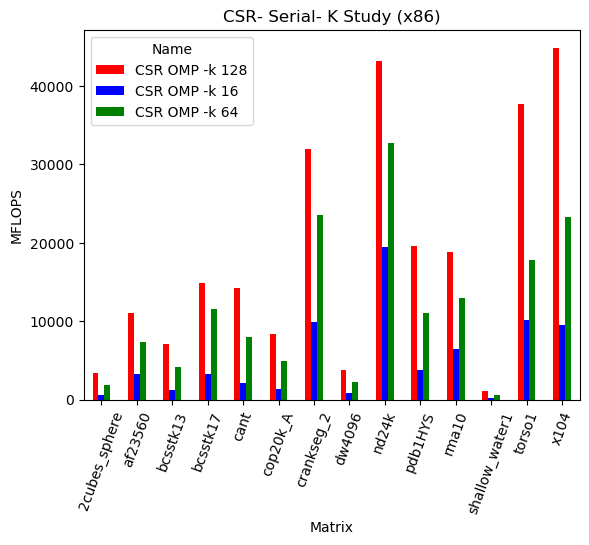 CSR- Serial- K Study (x86)
Name
CSR OMP -k 128
CSR OMP -k 16
CSR OMP -k 64
MFLOPS
40000
30000
20000
10000
0
2cubes_sphere
af23560
bcsstk13
bcsstk17
cant
cop20k_A
crankseg_2
dw4096
nd24k
pdb1HYS
rma10
shallow_water1
torso1
x104
Matrix